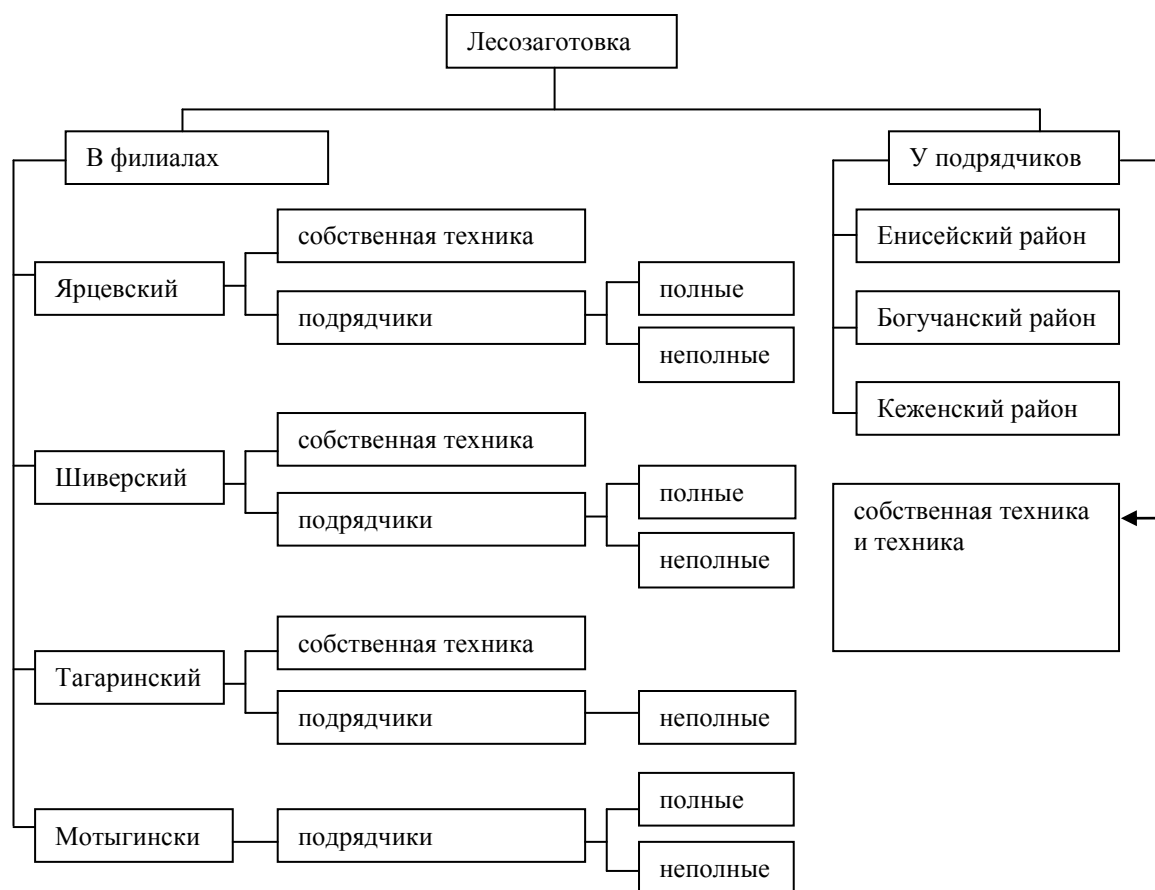 Лесозаготовка
В филиалах
У подрядчиков
собственная техника
Ярцевский
подрядчики
полные
неполные
Енисейский район
Богучанский район
Кеженский район
собственная техника
Шиверский
подрядчики
полные
неполные
собственная техника
и техника
собственная техника
Тагаринский
подрядчики
неполные
Мотыгински
подрядчики
полные
неполные